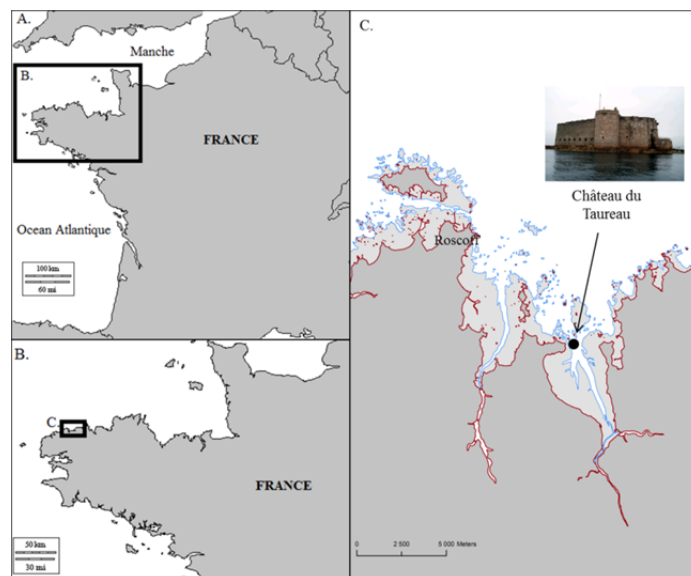 A.
Manche
B.
FRANCE
Ocean Atlantique
100 km
60 mi
B.
C.
FRANCE
50 km
30 mi
C.
Château du
Taureau
Roscoff
0 2 500 5 000 Meters